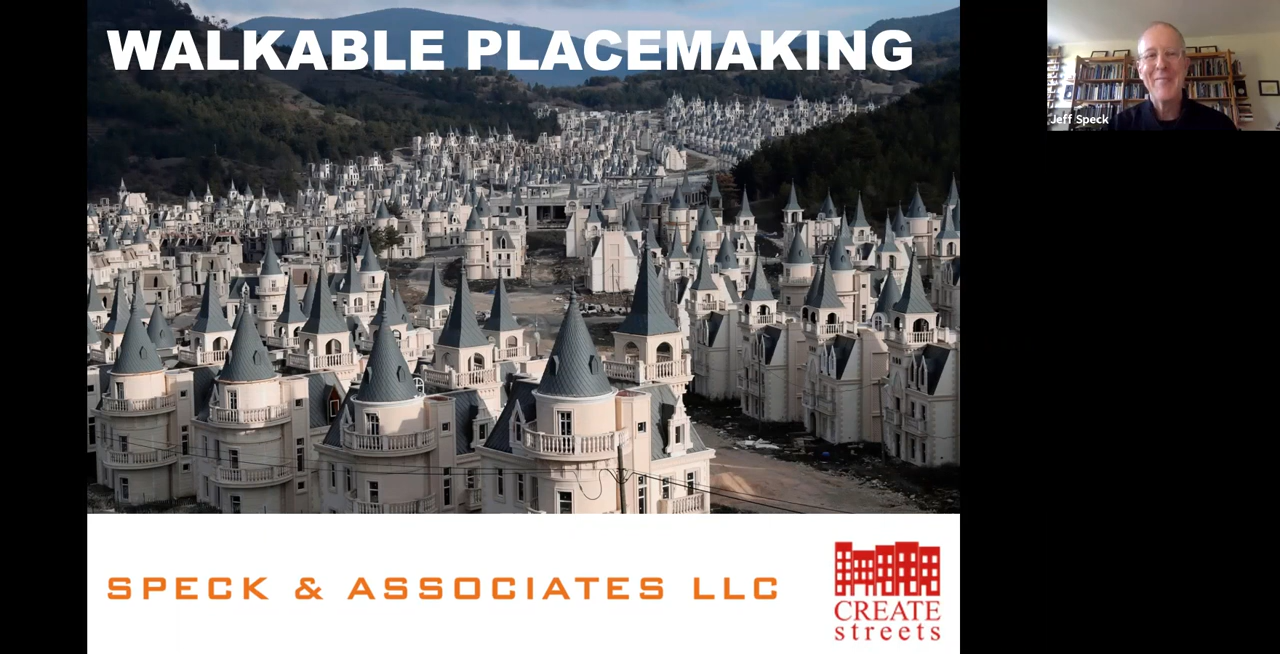 WALKABLE PLACEMAKING
Jeff Speck
SPECK & ASSOCIATES LLC
CREATE
streets